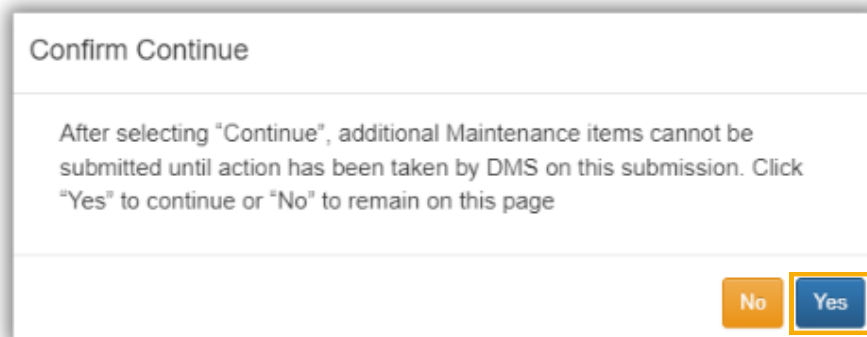 Confirm Continue
After selecting “Continue”, additional Maintenance items cannot be
submitted until action has been taken by DMS on this submission. Click
“Yes” to continue or “No” to remain on this page
No Yes